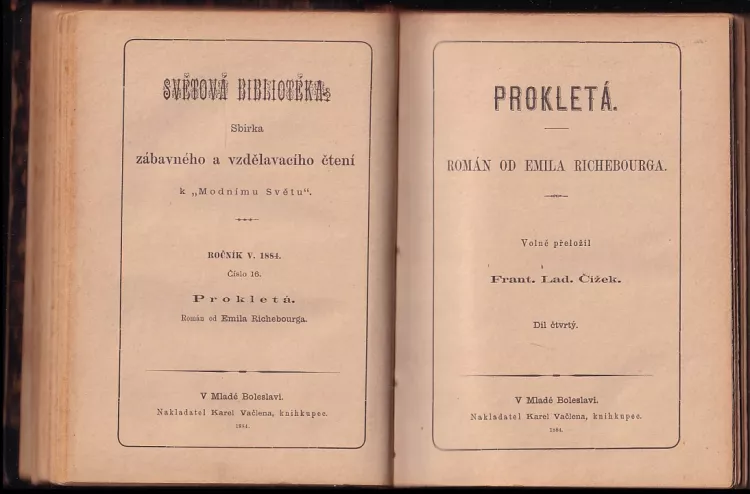 SVĚTOVÁ BIBLIOTÉKA.
Sbírka
zábavného a vzdělavacího čtení
k „Modnímu Světu“.
ROČNÍK V. 1884.
Číslo 16.
Prokletá.
Román od Emila Richebourga.
V Mladé Boleslavi.
Nakladatel Karel Vačlena, knihkupec.
1884.
PROKLETÁ.
ROMÁN OD EMILA RICHEBOURGA.
Volně přeložil
Frant. Lad. Čížek.
Díl čtvrtý.
V Mladé Boleslavi.
Nakladatel Karel Vačlena, knihkupec.
1884.